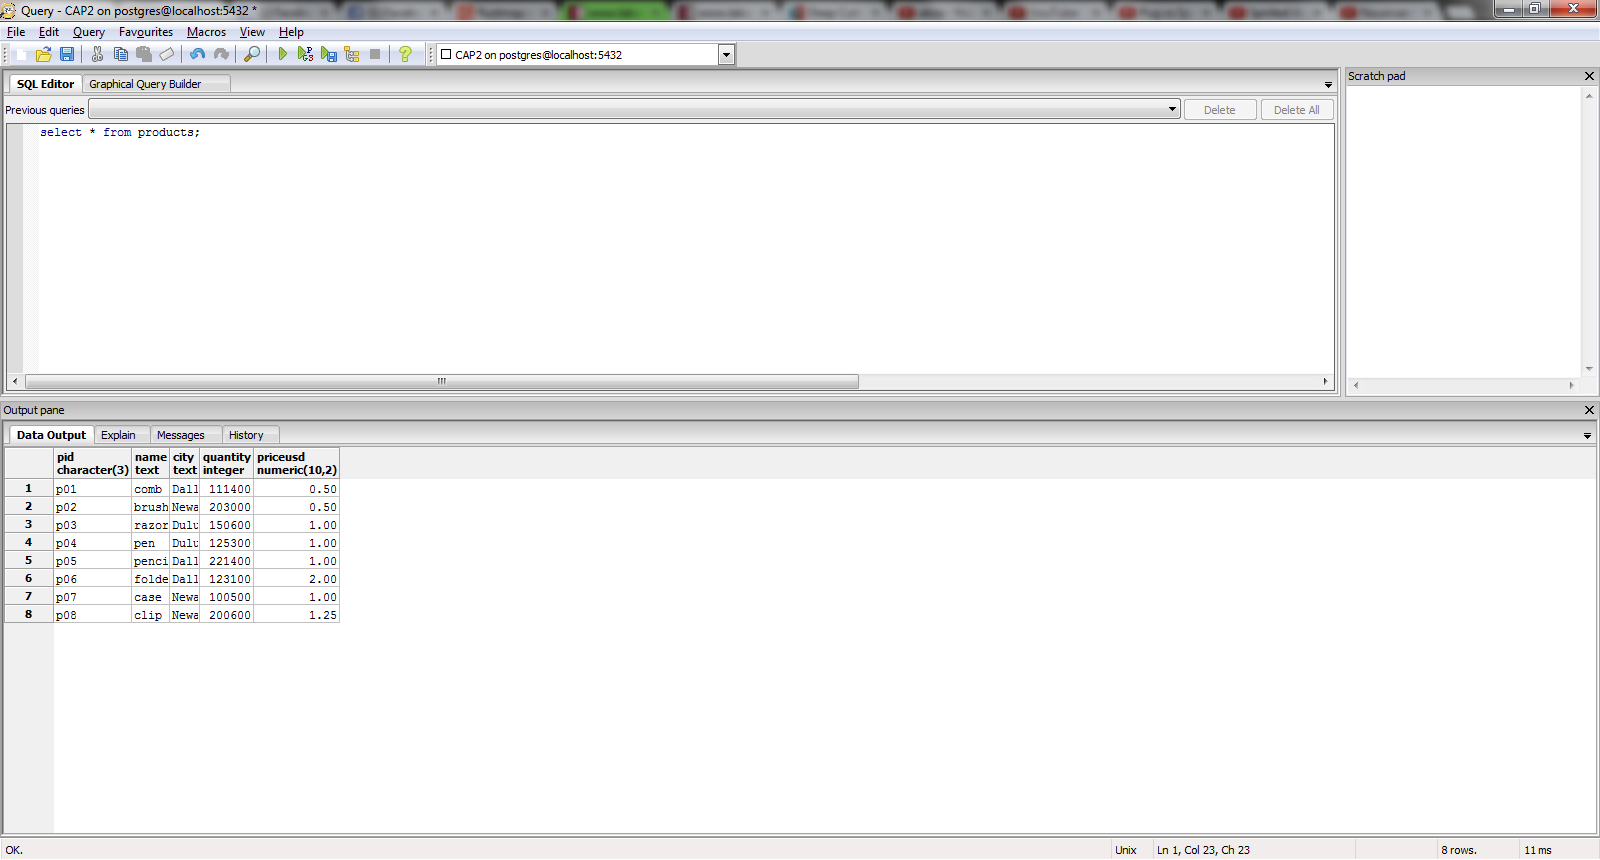 Query - CAP2 on postgres@localhost:5432 *
File Edit Query Favourites Macros View Help
CAP2 on postgres@localhost:5432
SQL Editor Graphical Query Builder
Scratch pad
Previous queries Delete Delete All
select * from products;
Output pane
Data Output Explain Messages History
pid name city quantity priceusd
character(3) text text integer numeric(10,2)
1 p01 comb Dall 111400 0.50
2 p02 brush Newa 203000 0.50
3 p03 razor Dulu 150600 1.00
4 p04 pen Dulu 125300 1.00
5 p05 penci Dall 221400 1.00
6 p06 folde Dall 123100 2.00
7 p07 case Newa 100500 1.00
8 p08 clip Newa 200600 1.25
OK. Unix Ln 1, Col 23, Ch 23 8 rows. 11 ms